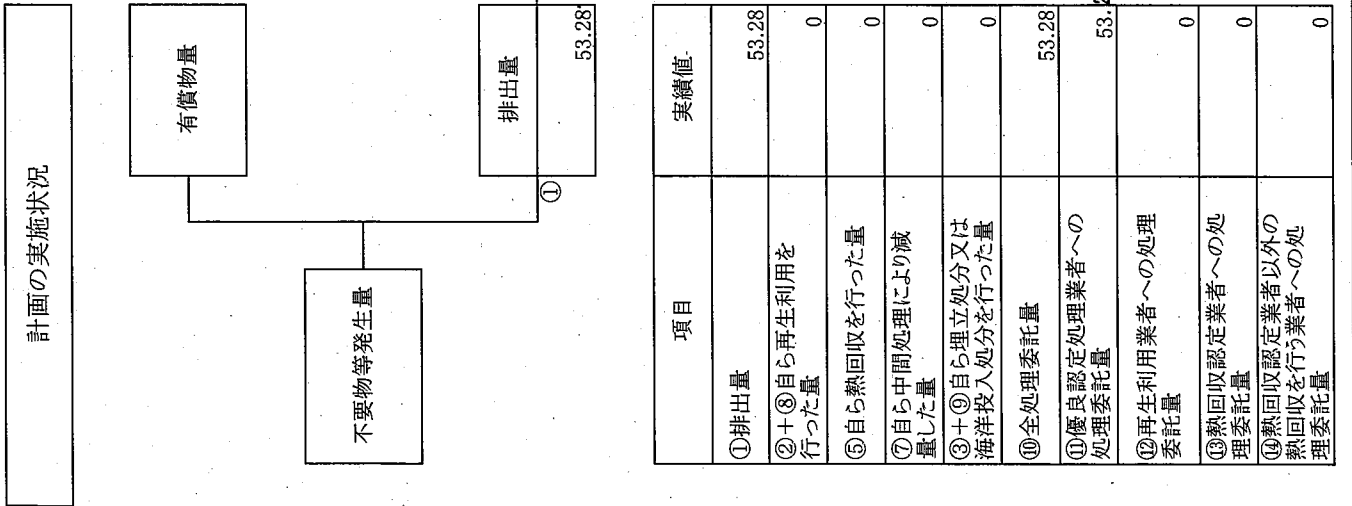 計画の実施状況
有償物量
不要物等発生量
排出量
①
53.28
項目
実績値
①排出量
53.28
②+⑧自ら再生利用を
行った量
0
⑤自ら熱回収を行った量
0
⑦自ら中間処理により減
量した量
0
③+⑨自ら埋立処分又は
海洋投入処分を行った量
0
⑩全処理委託量
53.28
⑪優良認定処理業者への
処理委託量
53.2
⑫再生利用業者への処理
委託量
0
⑬熱回収認定業者への処
理委託量
0
⑭熱回収認定業者以外の
熱回収を行う業者への処
理委託量
0